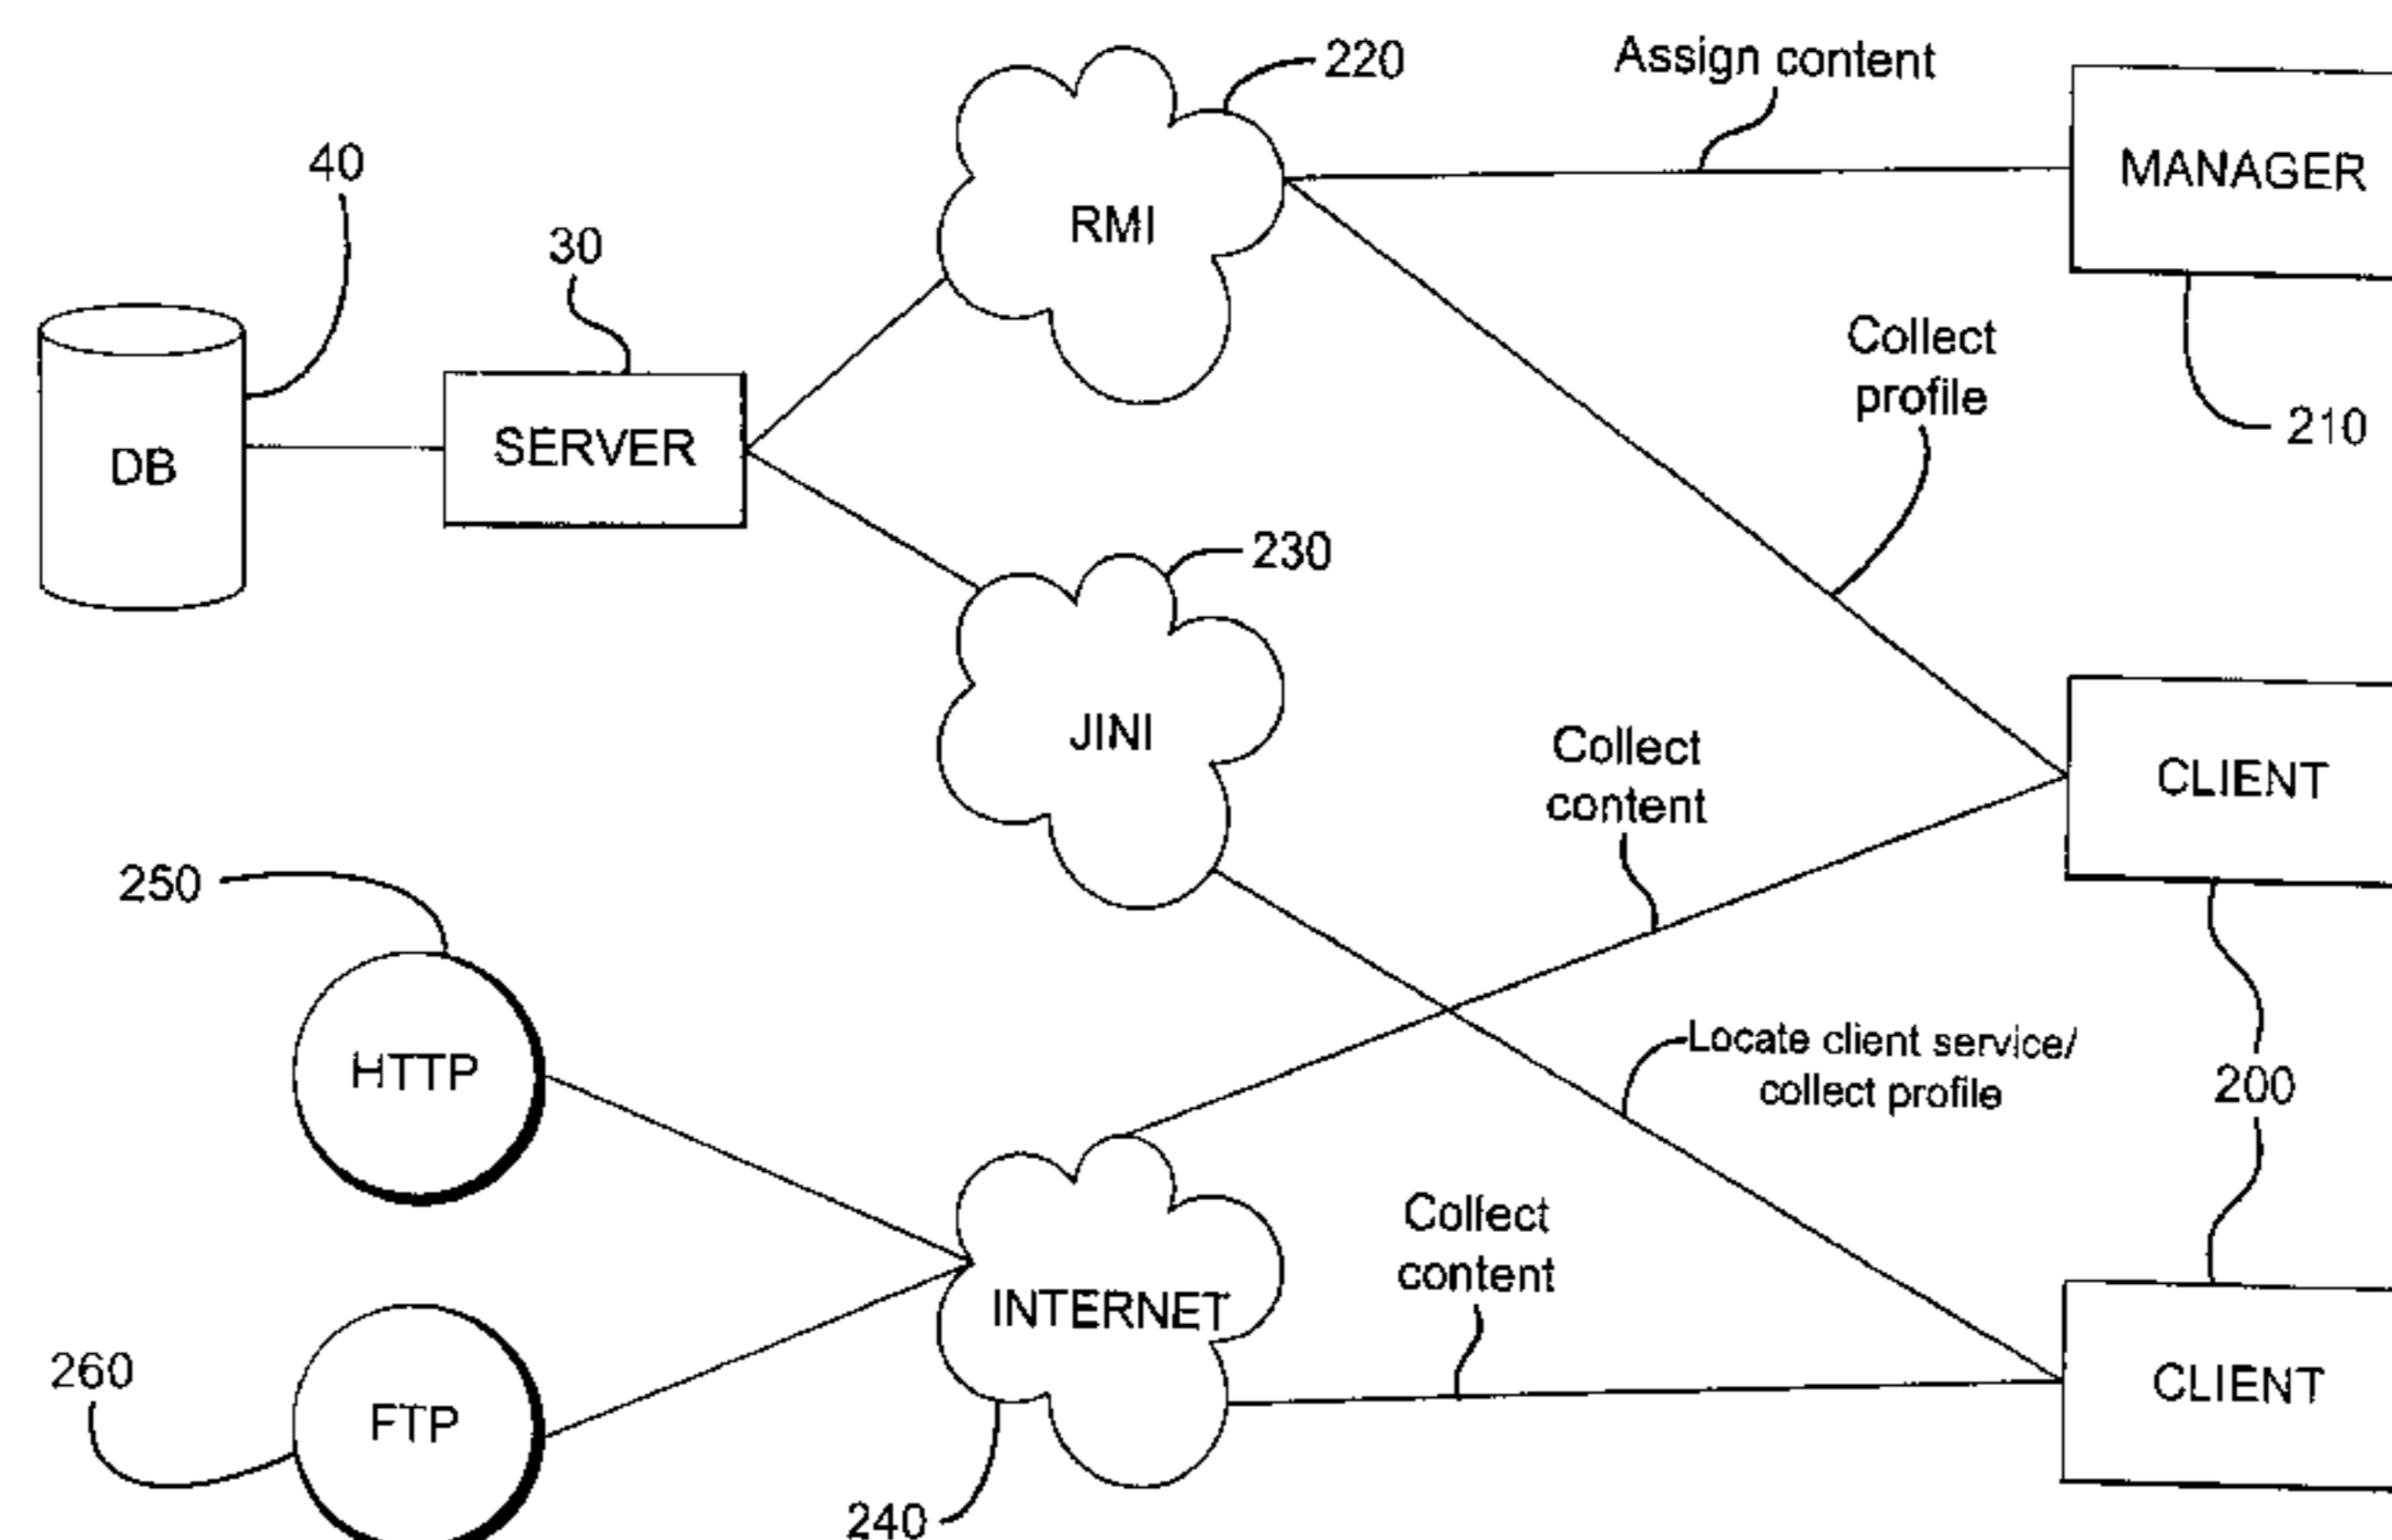 220
Assign content
MANAGER
40
30
RMI
Collect
profile
210
DB
SERVER
230
JINI
Collect
content
CLIENT
250
HTTP
Locate client service/
collect profile
200
Collect
content
INTERNET
260
FTP
CLIENT
240